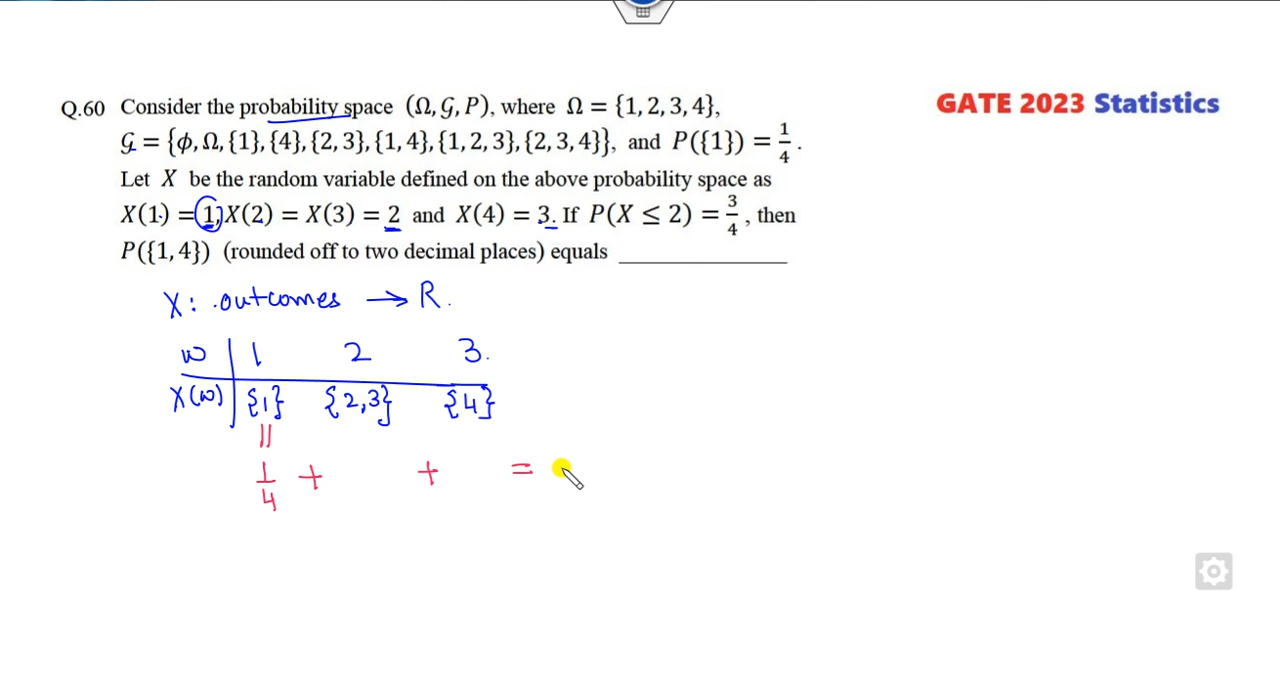 Q.60 Consider the probability space (Ω, 𝒢, P), where Ω = {1, 2, 3, 4},
GATE 2023 Statistics
𝒢 = {ϕ, Ω, {1}, {4}, {2, 3}, {1, 4}, {1, 2, 3}, {2, 3, 4}}, and P({1}) = 1/4.
Let X be the random variable defined on the above probability space as
X(1) = 1, X(2) = X(3) = 2 and X(4) = 3. If P(X ≤ 2) = 3/4, then
P({1, 4}) (rounded off to two decimal places) equals ________________
X: outcomes → R.
ω | 1 2 3.
X(ω) | {1} {2,3} {4}
||
1/4 + + =